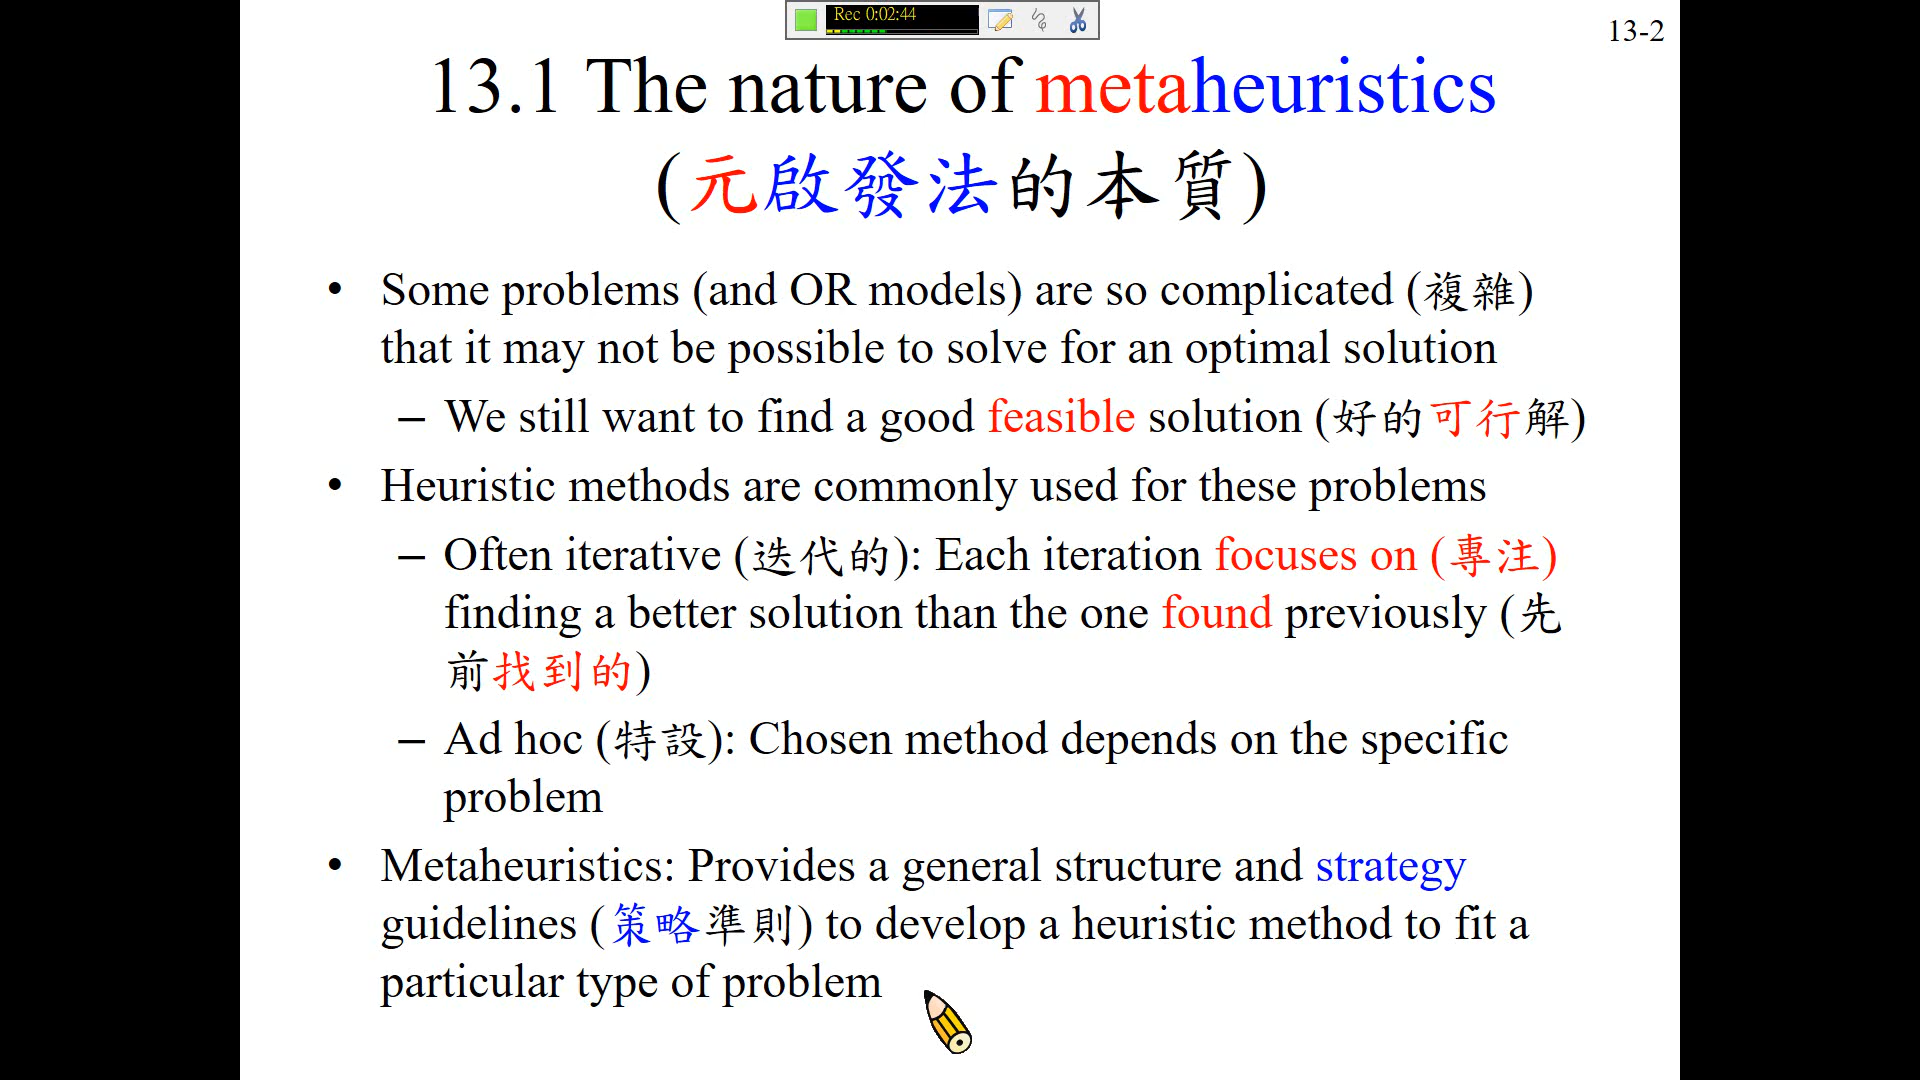 Rec 0:02:44
13-2
13.1 The nature of metaheuristics
(元啟發法的本質)
• Some problems (and OR models) are so complicated (複雜)
that it may not be possible to solve for an optimal solution
– We still want to find a good feasible solution (好的可行解)
• Heuristic methods are commonly used for these problems
– Often iterative (迭代的): Each iteration focuses on (專注)
finding a better solution than the one found previously (先
前找到的)
– Ad hoc (特設): Chosen method depends on the specific
problem
• Metaheuristics: Provides a general structure and strategy
guidelines (策略準則) to develop a heuristic method to fit a
particular type of problem